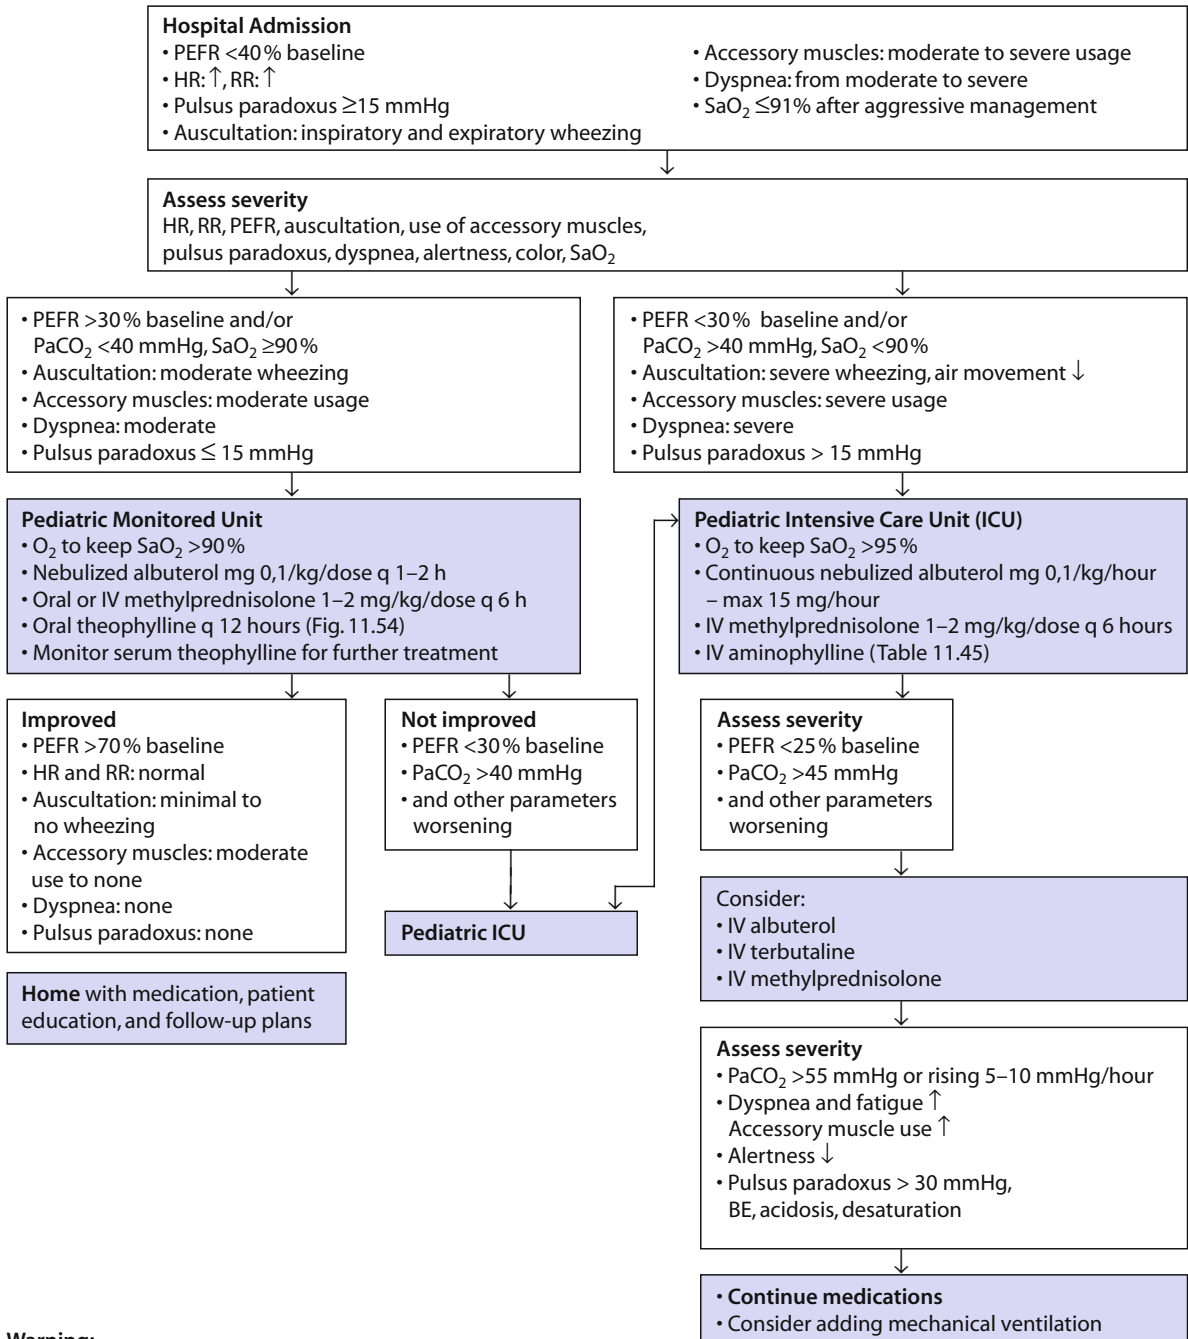 Hospital Admission
• PEFR <40% baseline
• HR: ↑, RR: ↑
• Pulsus paradoxus ≥15 mmHg
• Auscultation: inspiratory and expiratory wheezing
• Accessory muscles: moderate to severe usage
• Dyspnea: from moderate to severe
• SaO₂ ≤91% after aggressive management
Assess severity
HR, RR, PEFR, auscultation, use of accessory muscles,
pulsus paradoxus, dyspnea, alertness, color, SaO₂
• PEFR >30% baseline and/or
PaCO₂ <40 mmHg, SaO₂ ≥90%
• Auscultation: moderate wheezing
• Accessory muscles: moderate usage
• Dyspnea: moderate
• Pulsus paradoxus ≤ 15 mmHg
• PEFR <30% baseline and/or
PaCO₂ >40 mmHg, SaO₂ <90%
• Auscultation: severe wheezing, air movement ↓
• Accessory muscles: severe usage
• Dyspnea: severe
• Pulsus paradoxus > 15 mmHg
Pediatric Monitored Unit
• O₂ to keep SaO₂ >90%
• Nebulized albuterol mg 0,1/kg/dose q 1–2 h
• Oral or IV methylprednisolone 1–2 mg/kg/dose q 6 h
• Oral theophylline q 12 hours (Fig. 11.54)
• Monitor serum theophylline for further treatment
Pediatric Intensive Care Unit (ICU)
• O₂ to keep SaO₂ >95%
• Continuous nebulized albuterol mg 0,1/kg/hour
– max 15 mg/hour
• IV methylprednisolone 1–2 mg/kg/dose q 6 hours
• IV aminophylline (Table 11.45)
Improved
• PEFR >70% baseline
• HR and RR: normal
• Auscultation: minimal to
no wheezing
• Accessory muscles: moderate
use to none
• Dyspnea: none
• Pulsus paradoxus: none
Not improved
• PEFR <30% baseline
• PaCO₂ >40 mmHg
• and other parameters
worsening
Assess severity
• PEFR <25% baseline
• PaCO₂ >45 mmHg
• and other parameters
worsening
Pediatric ICU
Consider:
• IV albuterol
• IV terbutaline
• IV methylprednisolone
Home with medication, patient
education, and follow-up plans
Assess severity
• PaCO₂ >55 mmHg or rising 5–10 mmHg/hour
• Dyspnea and fatigue ↑
Accessory muscle use ↑
• Alertness ↓
• Pulsus paradoxus > 30 mmHg,
BE, acidosis, desaturation
• Continue medications
• Consider adding mechanical ventilation
Warning: